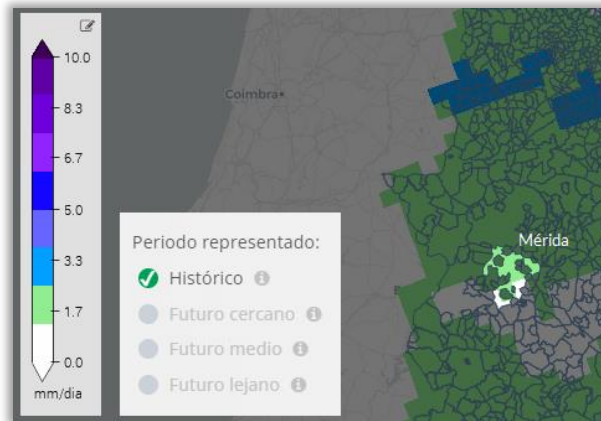 10.0
8.3
6.7
5.0
3.3
1.7
0.0
mm/dia
Coimbra
Mérida
Periodo representado:
Histórico
Futuro cercano
Futuro medio
Futuro lejano